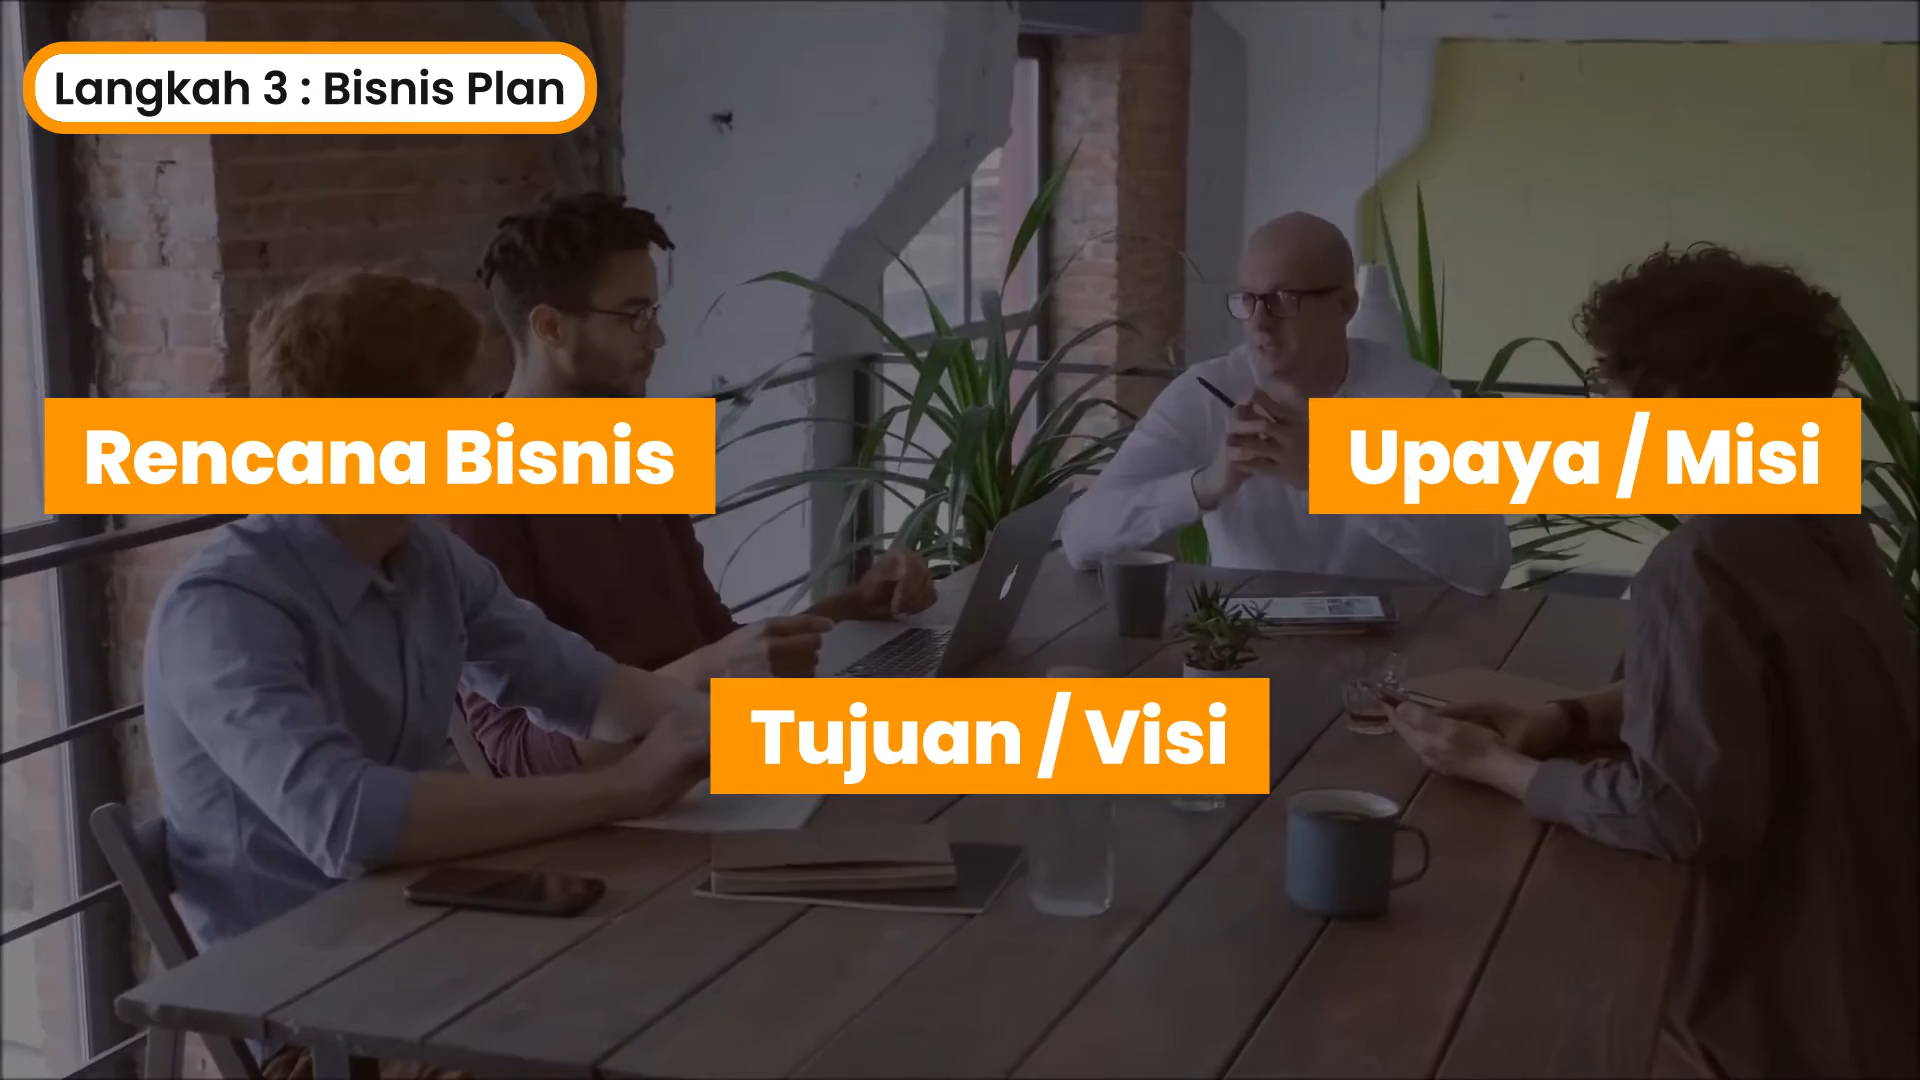 Langkah 3 : Bisnis Plan
Rencana Bisnis
Upaya / Misi
Tujuan / Visi